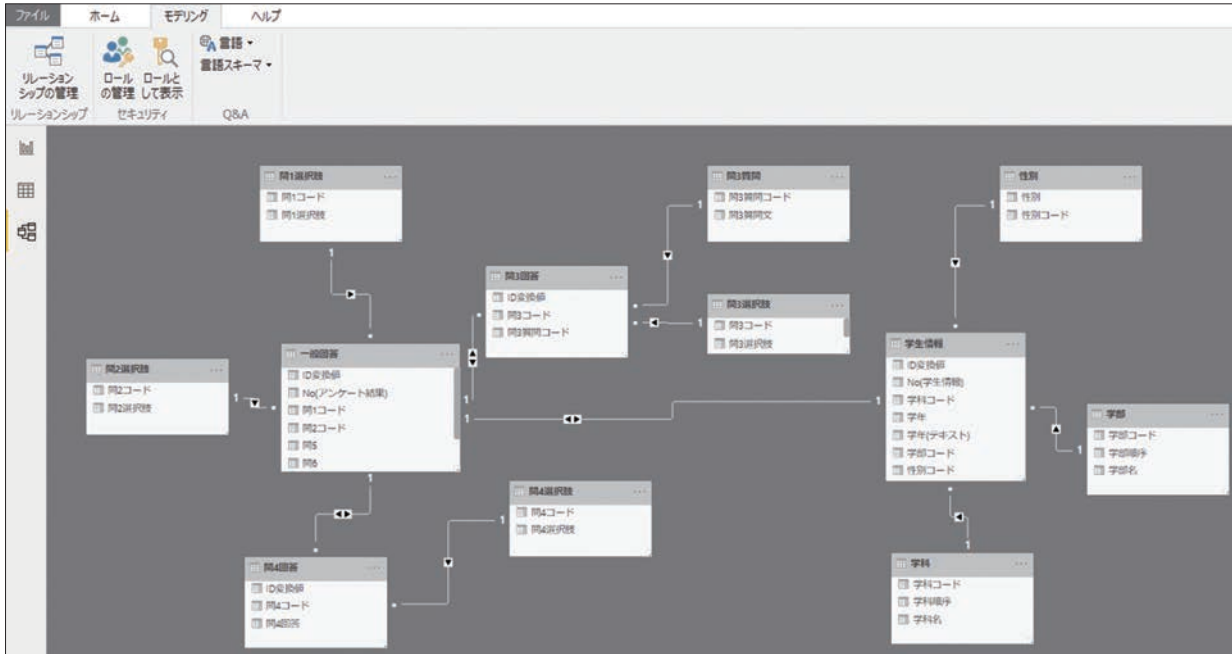 ファイル ホーム モデリング ヘルプ
リレーション
シップの管理
ロール
の管理
ロールと
して表示
言語
言語スキーマ
リレーションシップ セキュリティ Q&A
問1選択肢
問1コード
問1選択肢
問3質問
問3質問コード
問3質問文
性別
性別
性別コード
問3回答
ID変換値
問3コード
問3質問コード
問3選択肢
問3コード
問3選択肢
問2選択肢
問2コード
問2選択肢
一般回答
ID変換値
No(アンケート結果)
問1コード
問2コード
問5
問6
学生情報
ID変換値
No(学生情報)
学科コード
学年
学年(テキスト)
学部コード
性別コード
学部
学部コード
学部順序
学部名
問4選択肢
問4コード
問4選択肢
問4回答
ID変換値
問4コード
問4回答
学科
学科コード
学科順序
学科名